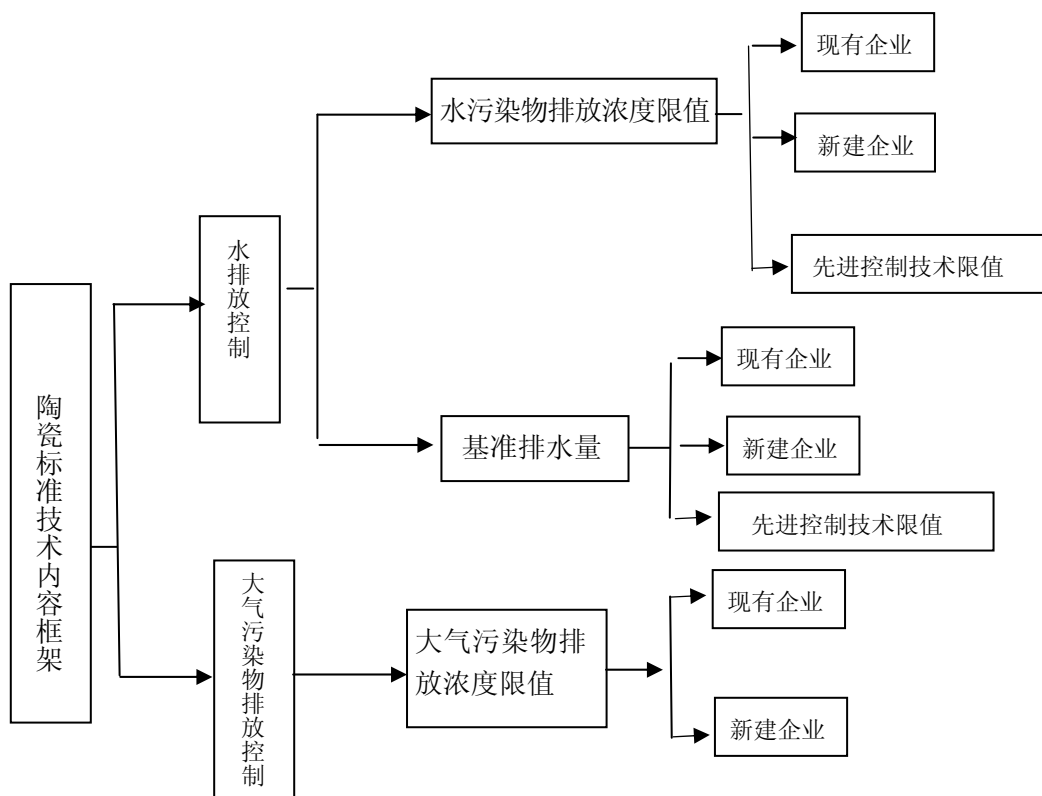 陶瓷标准技术内容框架
水排放控制
水污染物排放浓度限值
现有企业
新建企业
先进控制技术限值
基准排水量
现有企业
新建企业
先进控制技术限值
大气污染物排放控制
大气污染物排
放浓度限值
现有企业
新建企业